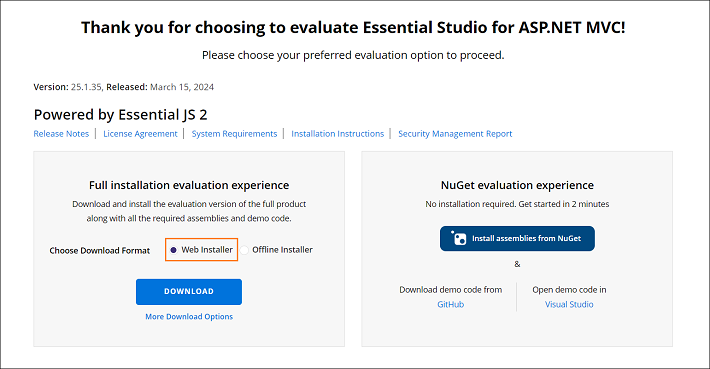 Thank you for choosing to evaluate Essential Studio for ASP.NET MVC!
Please choose your preferred evaluation option to proceed.
Version: 25.1.35, Released: March 15, 2024
Powered by Essential JS 2
Release Notes | License Agreement | System Requirements | Installation Instructions | Security Management Report
Full installation evaluation experience
Download and install the evaluation version of the full product
along with all the required assemblies and demo code.
Choose Download Format Web Installer Offline Installer
DOWNLOAD
More Download Options
NuGet evaluation experience
No installation required. Get started in 2 minutes
Install assemblies from NuGet
&
Download demo code from
GitHub
Open demo code in
Visual Studio